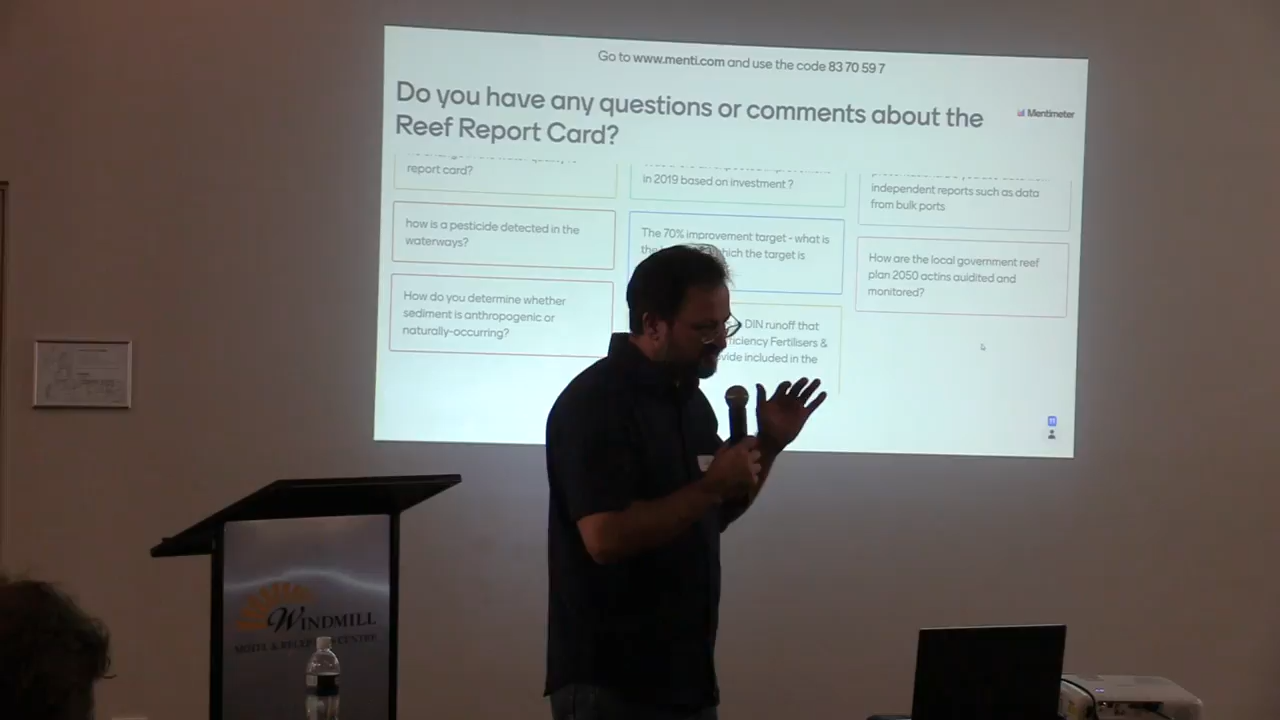 Go to www.menti.com and use the code 83 70 59 7
Do you have any questions or comments about the
Reef Report Card?
Mentimeter
report card?
how is a pesticide detected in the
waterways?
How do you determine whether
sediment is anthropogenic or
naturally-occurring?
in 2019 based on investment ?
The 70% improvement target - what is
which the target is
DIN runoff that
Fertilisers &
included in the
independent reports such as data
from bulk ports
How are the local government reef
plan 2050 actins auidited and
monitored?
WINDMILL
MOTEL & CENTRE